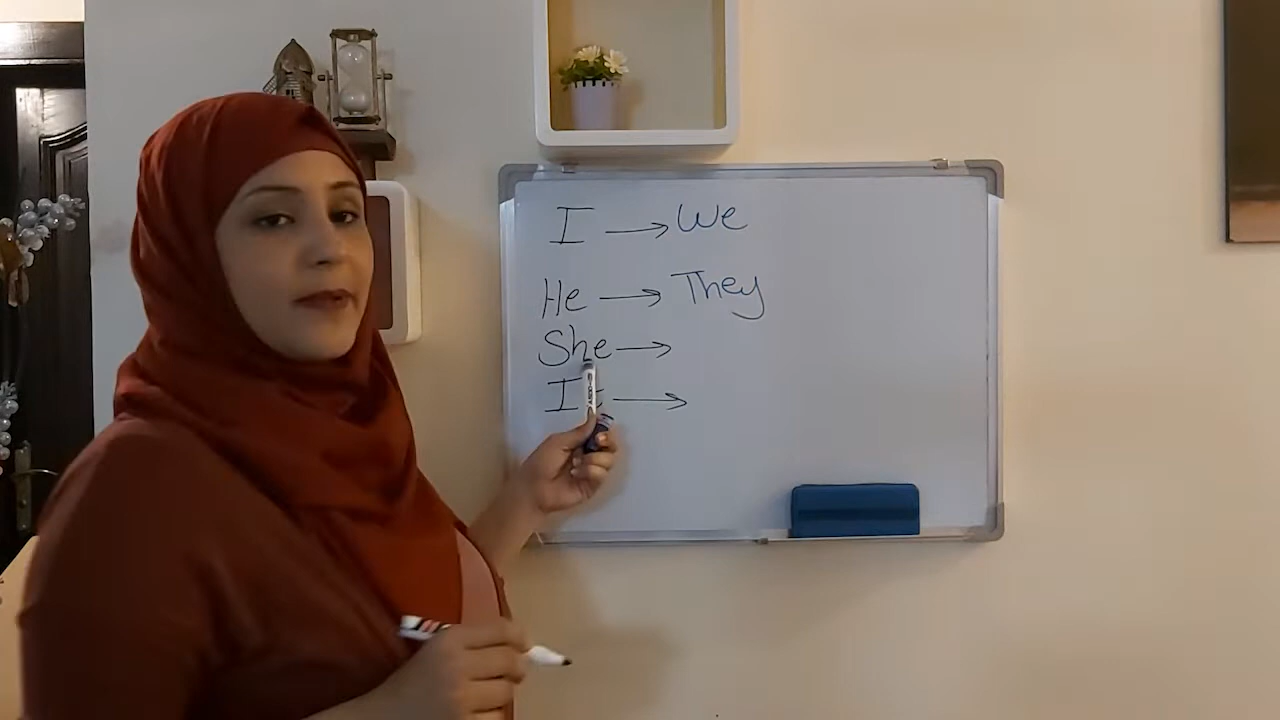 I → We
He → They
She →
It →